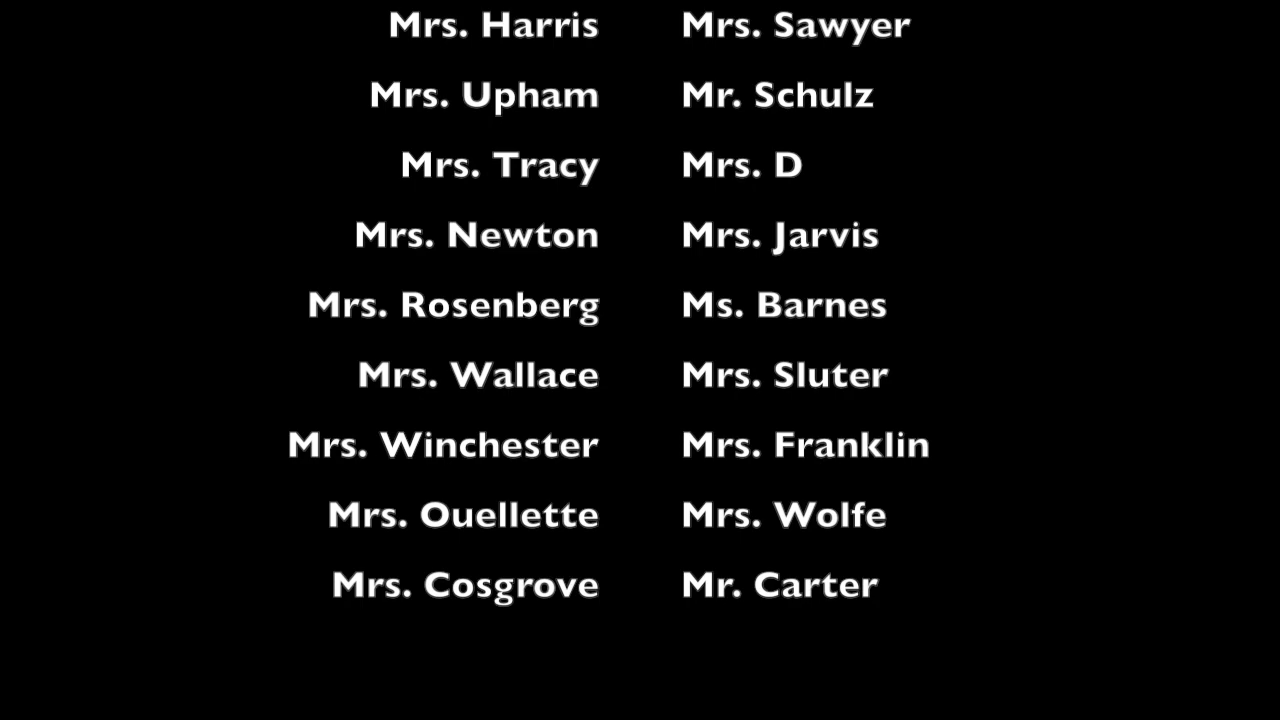 Mrs. Harris Mrs. Sawyer
Mrs. Upham Mr. Schulz
Mrs. Tracy Mrs. D
Mrs. Newton Mrs. Jarvis
Mrs. Rosenberg Ms. Barnes
Mrs. Wallace Mrs. Sluter
Mrs. Winchester Mrs. Franklin
Mrs. Ouellette Mrs. Wolfe
Mrs. Cosgrove Mr. Carter